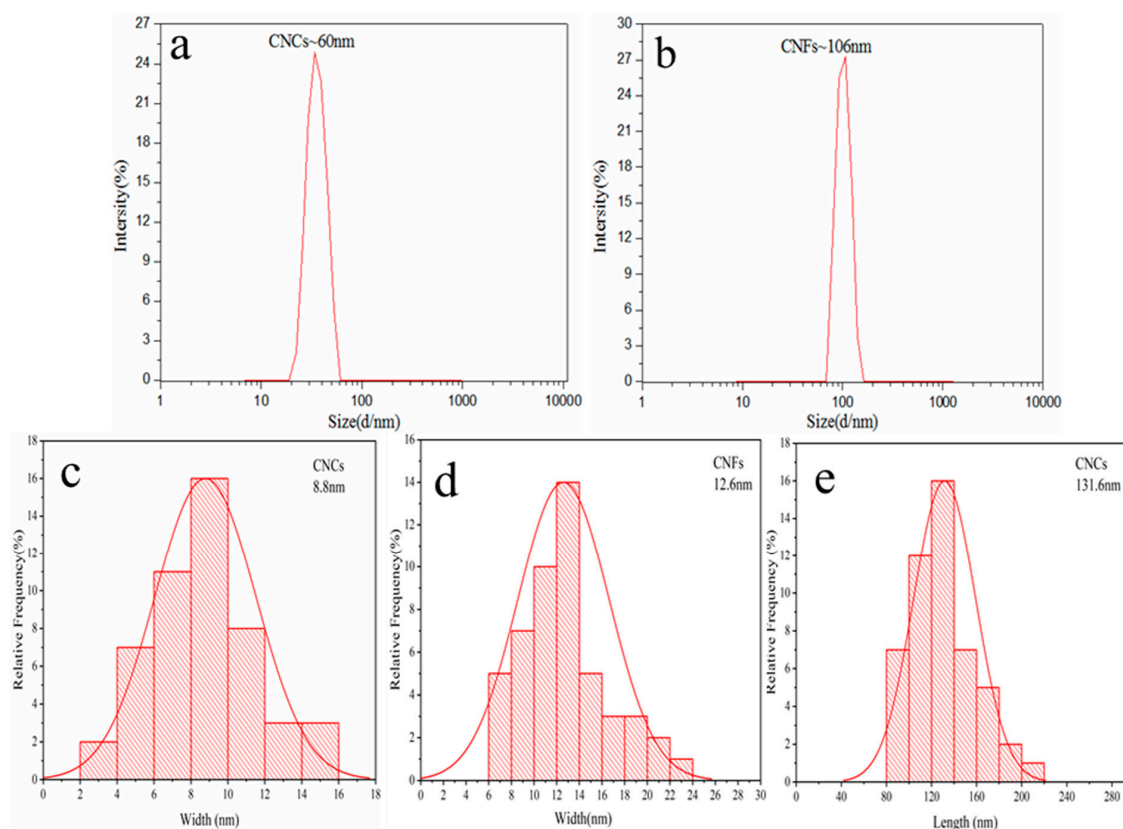 a
CNCs~60nm
27
24
21
18
15
12
9
6
3
0
Intersity(%)
1 10 100 1000 10000
Size(d/nm)
b
CNFs~106nm
30
27
24
21
18
15
12
9
6
3
0
Intersity(%)
1 10 100 1000 10000
Size(d/nm)
c
CNCs
8.8nm
18
16
14
12
10
8
6
4
2
0
Relative Frequency(%)
0 2 4 6 8 10 12 14 16 18
Width (nm)
d
CNFs
12.6nm
16
14
12
10
8
6
4
2
0
Relative Frequency(%)
0 2 4 6 8 10 12 14 16 18 20 22 24 26 28 30
Width(nm)
e
CNCs
131.6nm
18
16
14
12
10
8
6
4
2
0
Relative Frequency (%)
0 40 80 120 160 200 240 280
Length (nm)